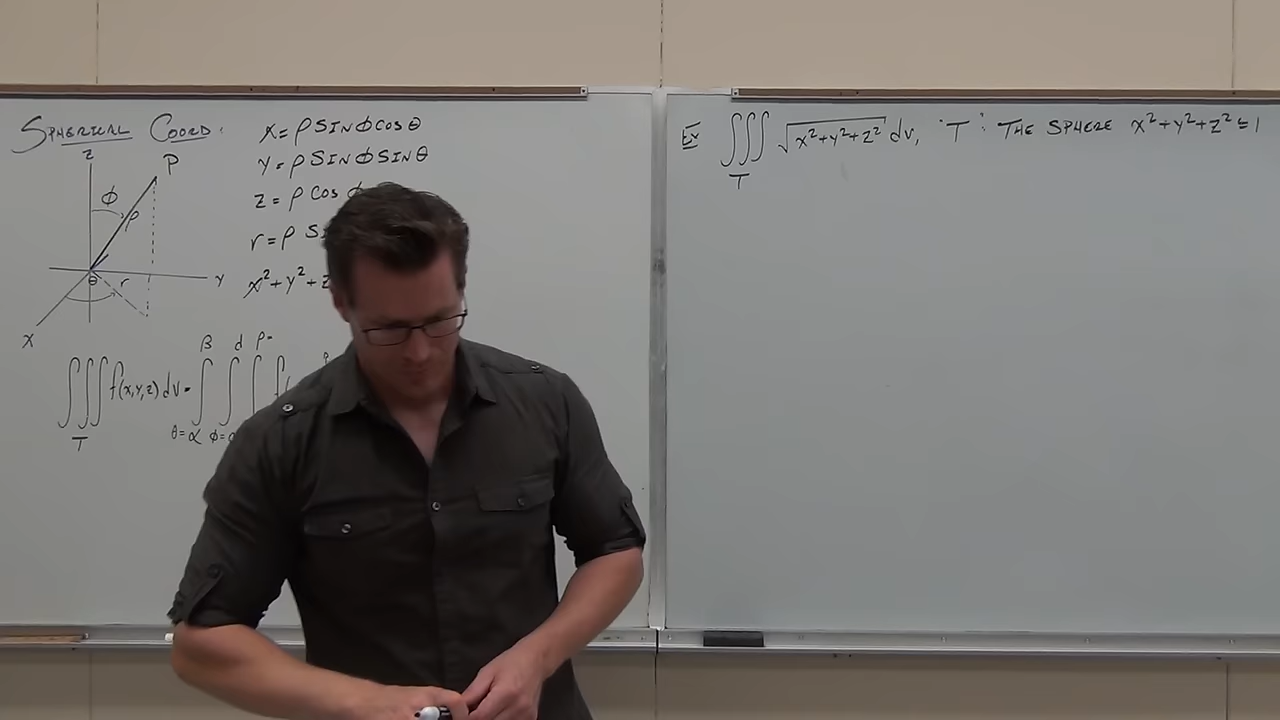 SPHERICAL COORD:
x = ρ SIN φ COS θ
y = ρ SIN φ SIN θ
z = ρ COS φ
r = ρ
x² + y² +
z
P
φ
ρ
θ
r
y
x
β d ρ=
∭ f(x,y,z) dv = ∫∫∫ f(
T θ=α φ=
Ex ∭ √x²+y²+z² dv, "T": THE SPHERE x²+y²+z² = 1
T